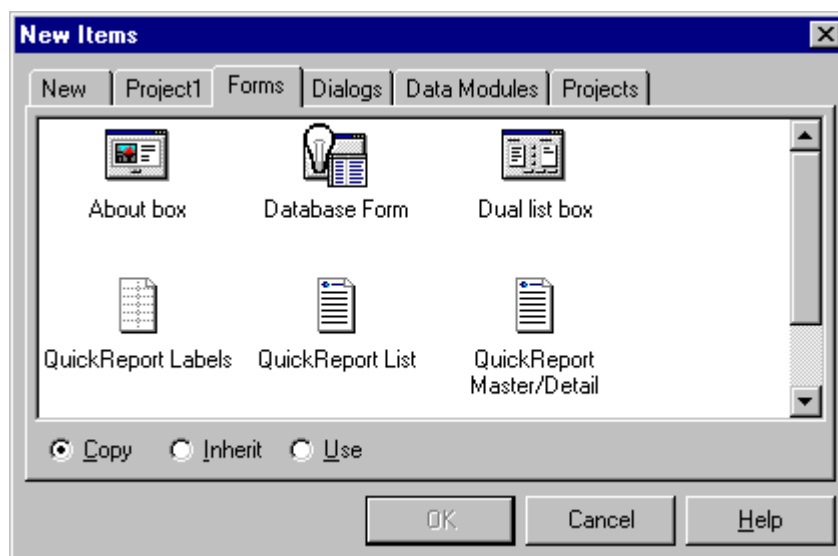 New Items
New Project1 Forms Dialogs Data Modules Projects
About box Database Form Dual list box
QuickReport Labels QuickReport List QuickReport
Master/Detail
Copy Inherit Use
OK Cancel Help